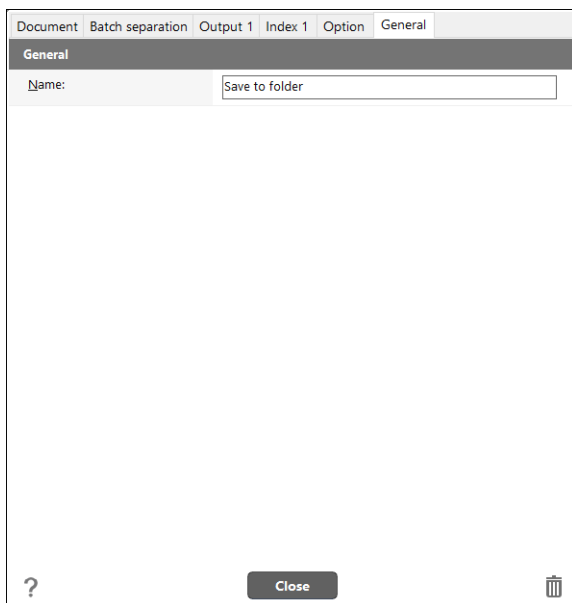 Document Batch separation Output 1 Index 1 Option General
General
Name: Save to folder
?
Close